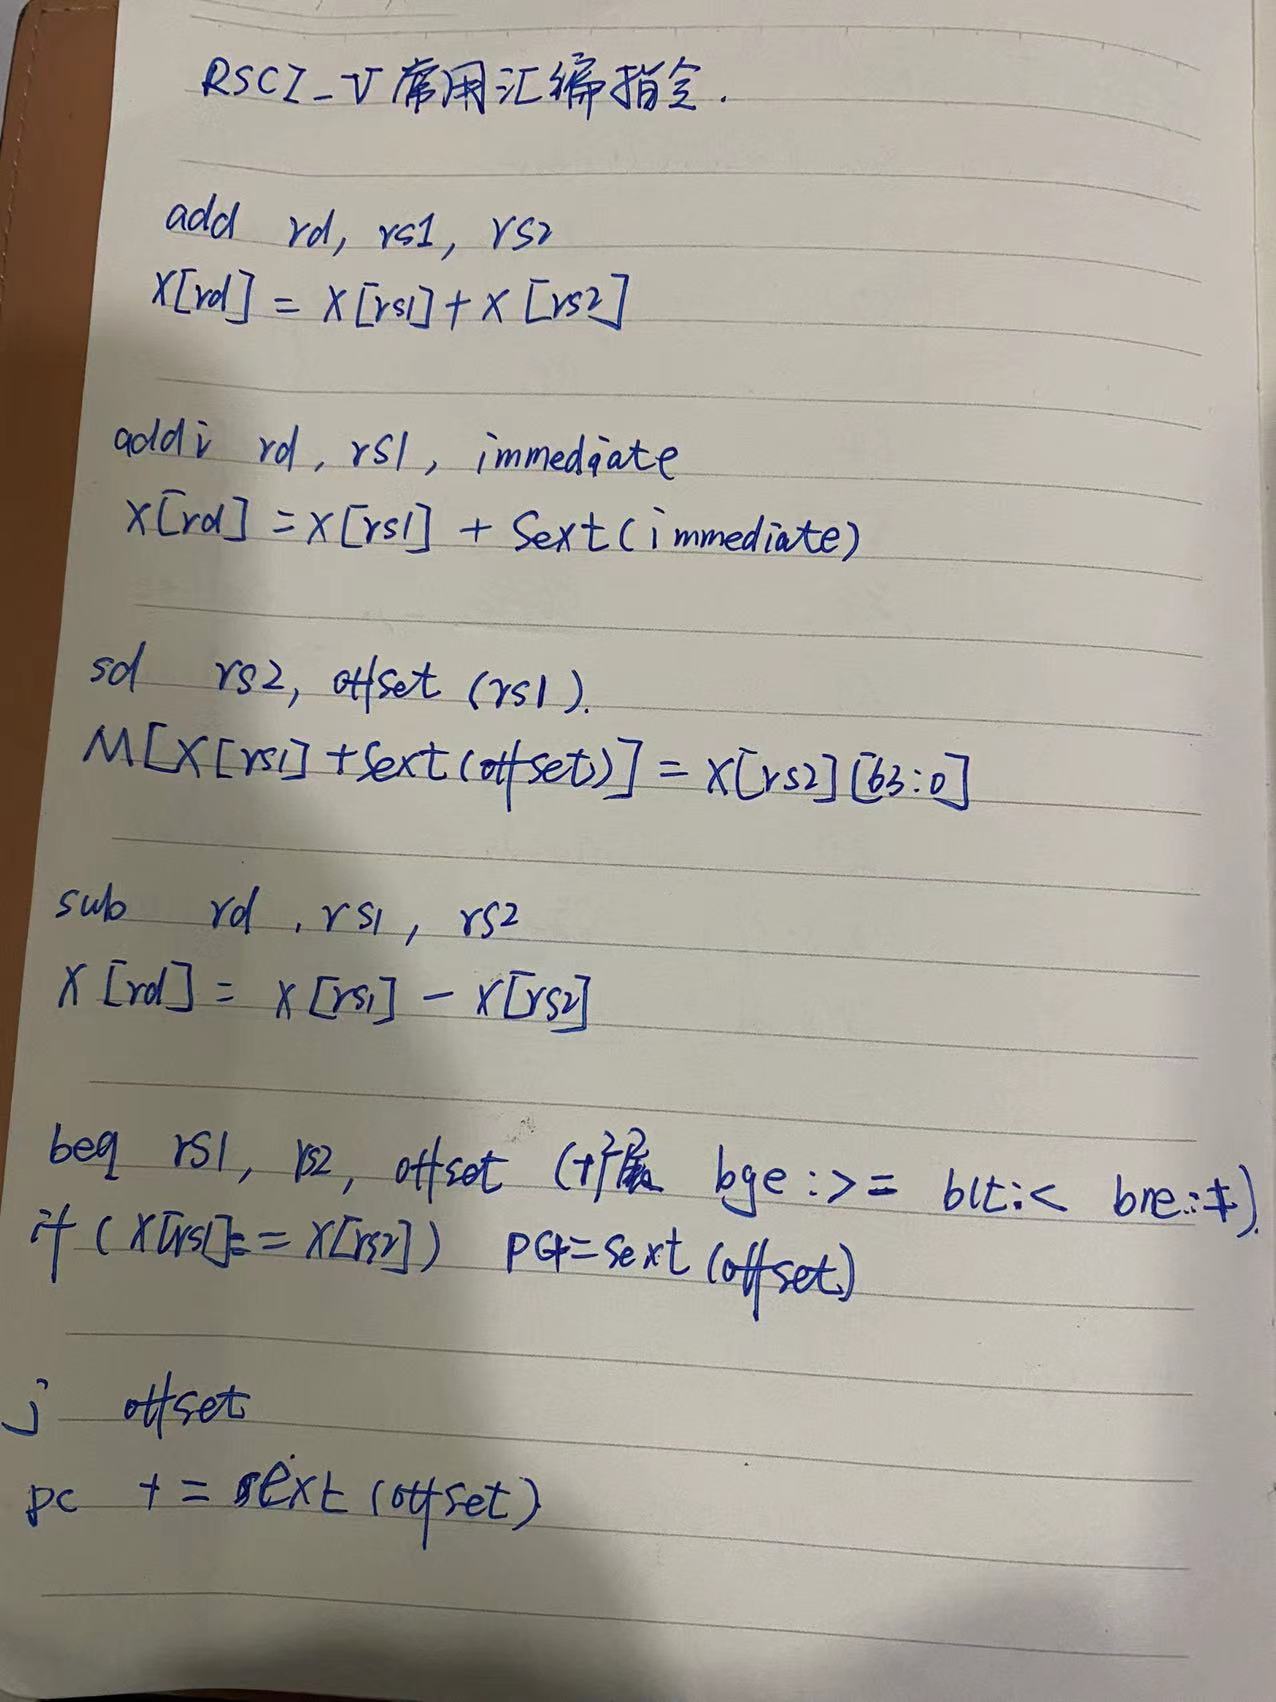 RSCI_V 常用汇编指令.
add rd, rs1, rs2
X[rd] = X[rs1] + X[rs2]
addi rd, rs1, immediate
X[rd] = X[rs1] + Sext(immediate)
sd rs2, offset (rs1).
M[X[rs1] + Sext(offset)] = X[rs2][63:0]
sub rd, rs1, rs2
X[rd] = X[rs1] - X[rs2]
beq rs1, rs2, offset (扩展 bge:>= blt:< bne:≠).
if (X[rs1] == X[rs2]) PC+=Sext(offset)
j offset
pc += sext(offset)